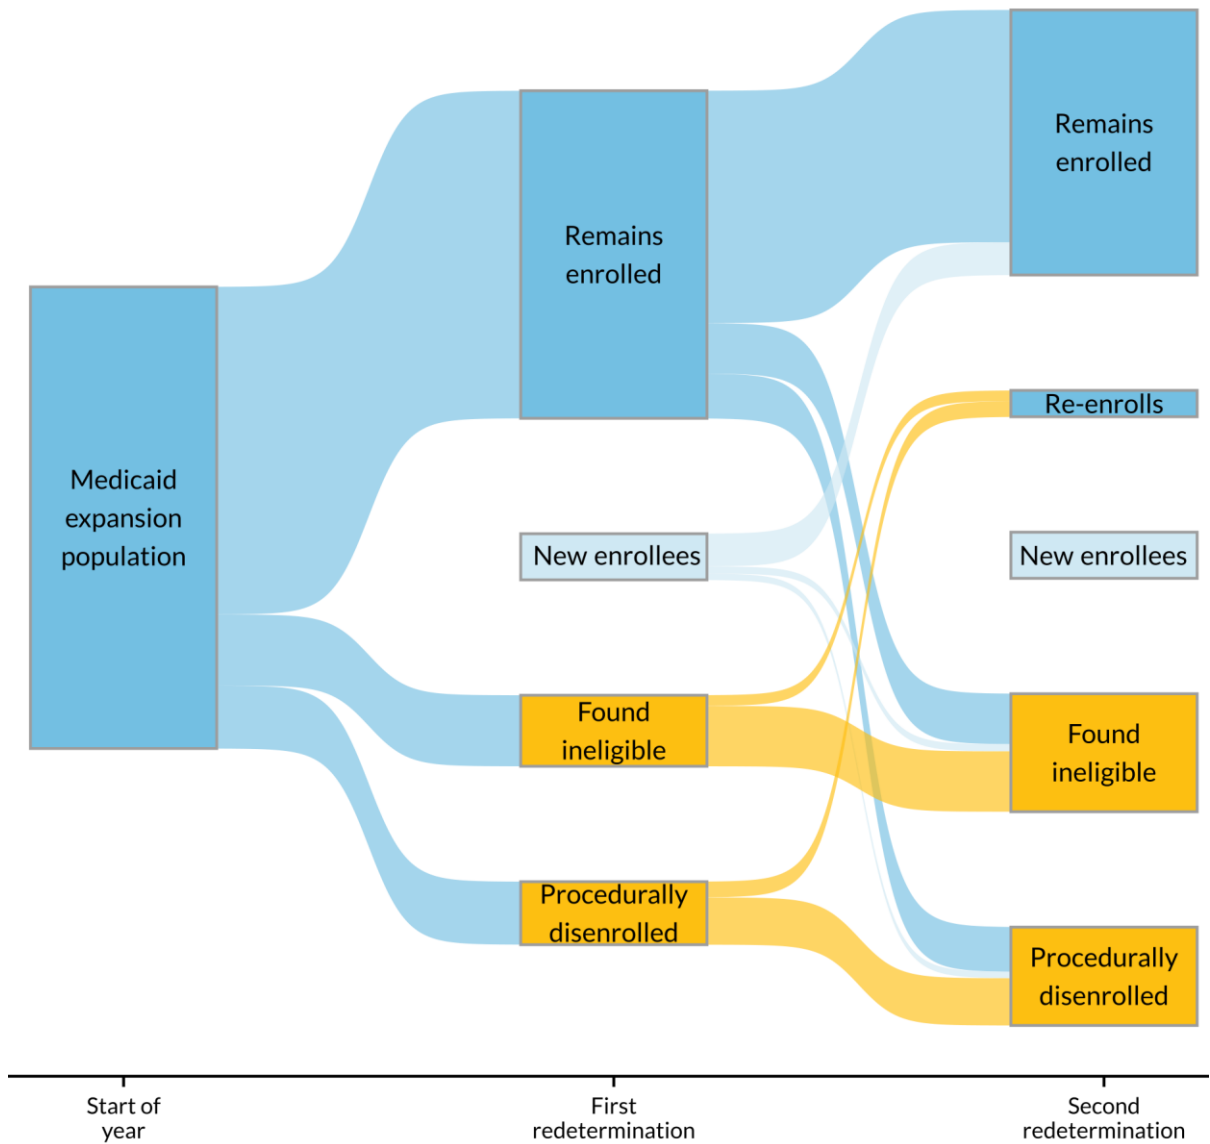 Medicaid
expansion
population
Remains
enrolled
New enrollees
Found
ineligible
Procedurally
disenrolled
Remains
enrolled
Re-enrolls
New enrollees
Found
ineligible
Procedurally
disenrolled
Start of
year
First
redetermination
Second
redetermination